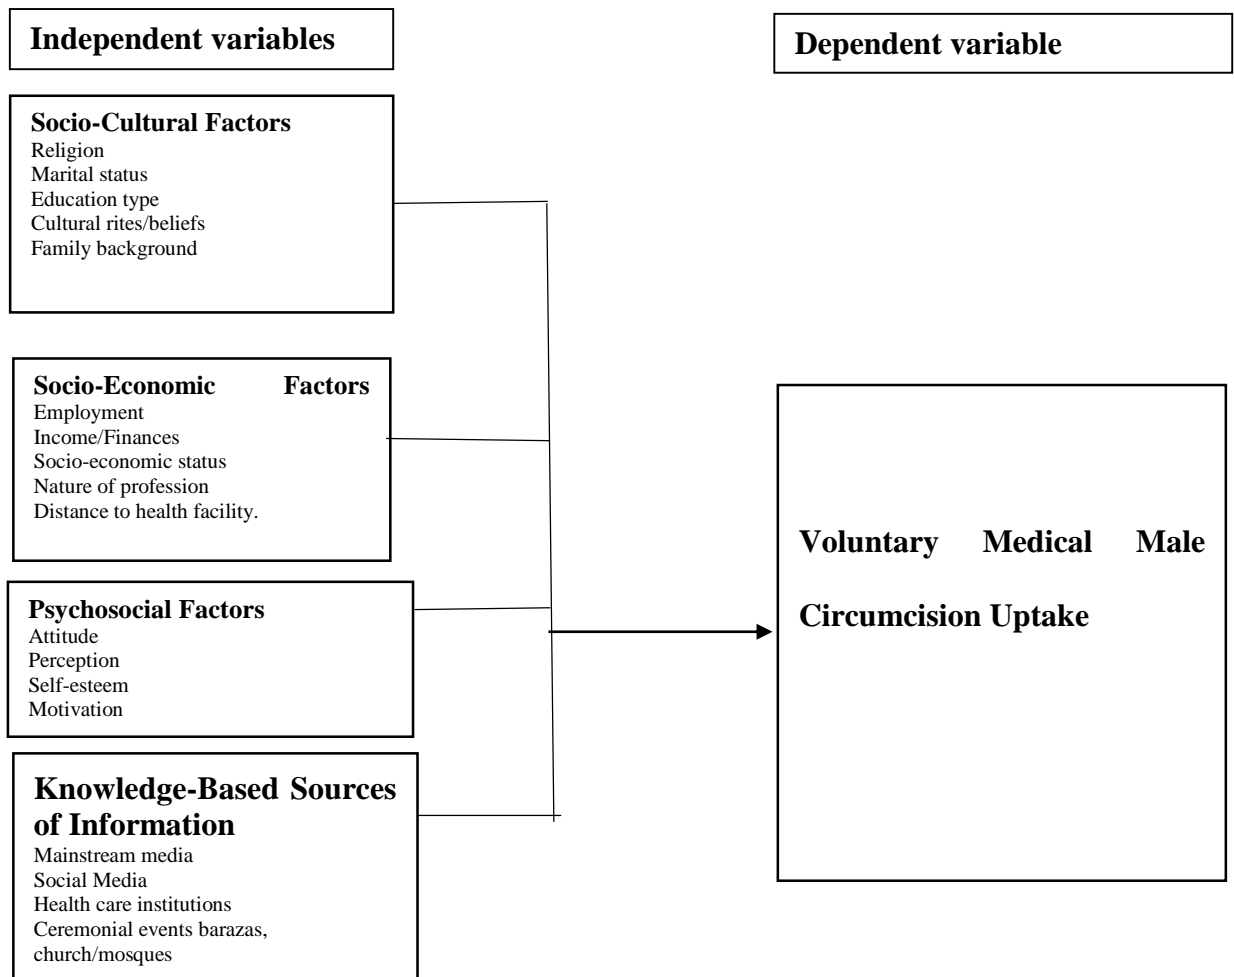 Independent variables
Dependent variable
Socio-Cultural Factors
Religion
Marital status
Education type
Cultural rites/beliefs
Family background
Socio-Economic Factors
Employment
Income/Finances
Socio-economic status
Nature of profession
Distance to health facility.
Psychosocial Factors
Attitude
Perception
Self-esteem
Motivation
Knowledge-Based Sources
of Information
Mainstream media
Social Media
Health care institutions
Ceremonial events barazas,
church/mosques
Voluntary Medical Male
Circumcision Uptake